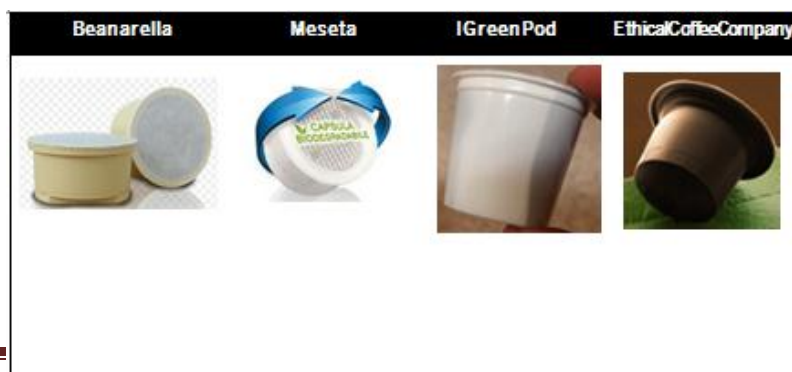 Beanarella Meseta IGreenPod EthicalCoffeeCompany
CAPSULA
BIODEGRADABILE